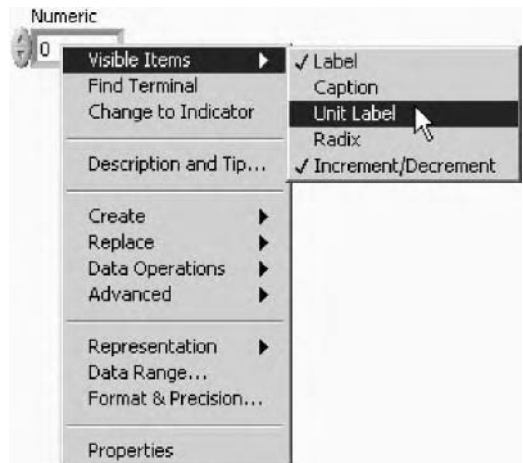 Numeric
0
Visible Items
Find Terminal
Change to Indicator
Description and Tip...
Create
Replace
Data Operations
Advanced
Representation
Data Range...
Format & Precision...
Properties
Label
Caption
Unit Label
Radix
Increment/Decrement